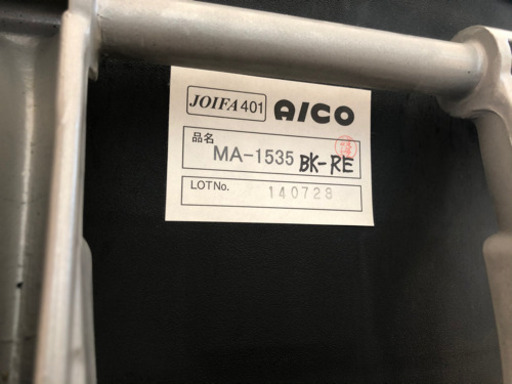 JOIFA401 AICO
品名
MA-1535 BK-RE
LOTNo. 140728